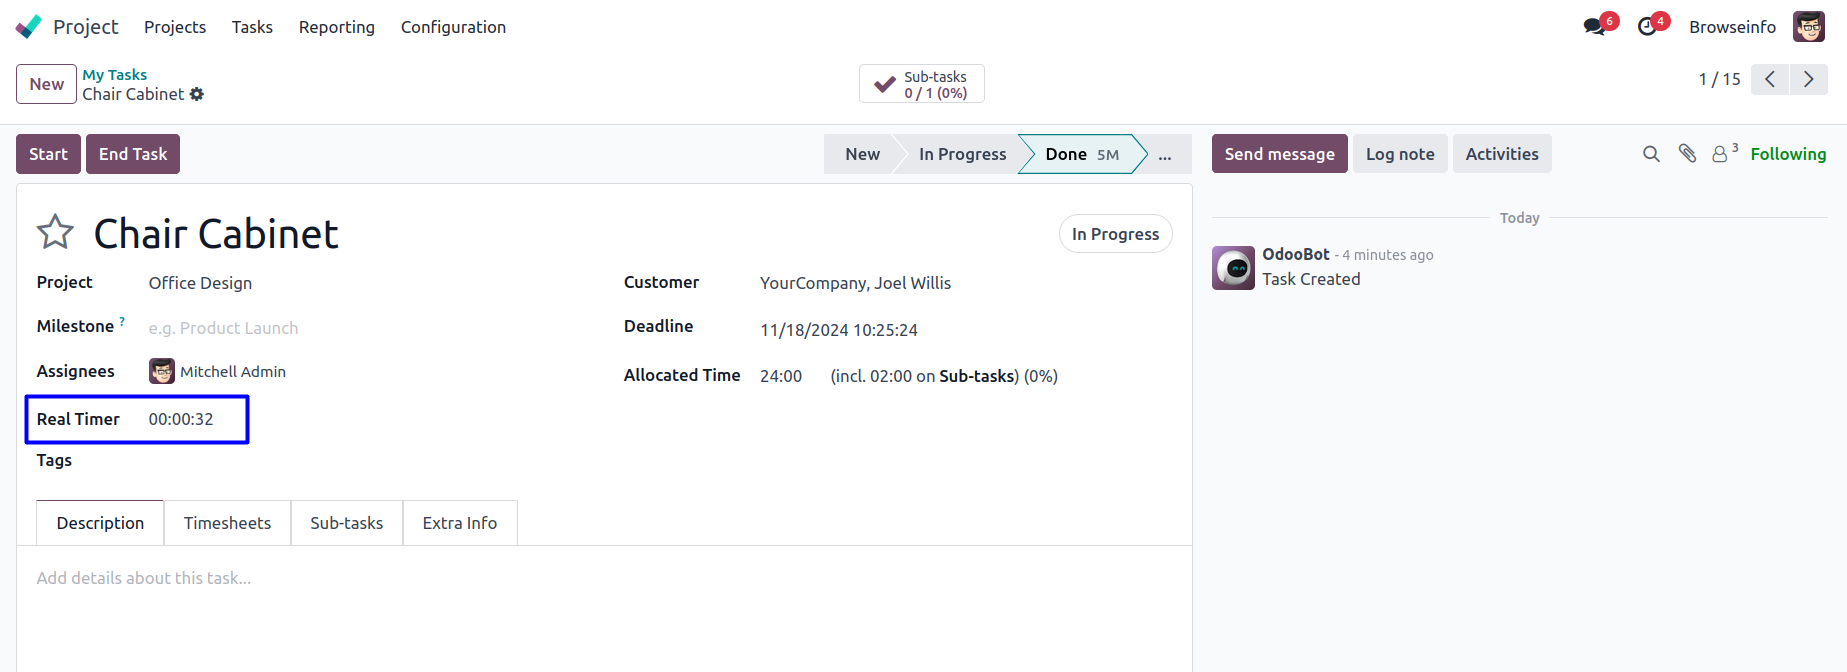 Project Projects Tasks Reporting Configuration 6 4 Browseinfo
New My Tasks
Chair Cabinet
Sub-tasks
0 / 1 (0%)
1 / 15
Start End Task New In Progress Done 5M ... Send message Log note Activities 3 Following
Chair Cabinet In Progress
Project Office Design
Customer YourCompany, Joel Willis
Milestone ? e.g. Product Launch
Deadline 11/18/2024 10:25:24
Assignees Mitchell Admin
Allocated Time 24:00 (incl. 02:00 on Sub-tasks) (0%)
Real Timer 00:00:32
Tags
Description Timesheets Sub-tasks Extra Info
Add details about this task...
Today
OdooBot - 4 minutes ago
Task Created